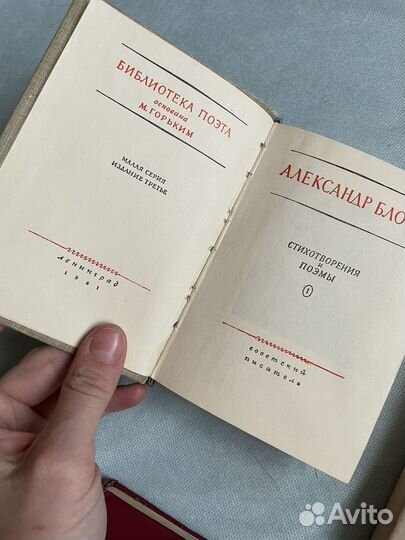 БИБЛИОТЕКА ПОЭТА
основана
М. ГОРЬКИМ
МАЛАЯ СЕРИЯ
ИЗДАНИЕ ТРЕТЬЕ
ленинград
1961
АЛЕКСАНДР БЛО
СТИХОТВОРЕНИЯ
И
ПОЭМЫ
1
советский
писатель
Avito